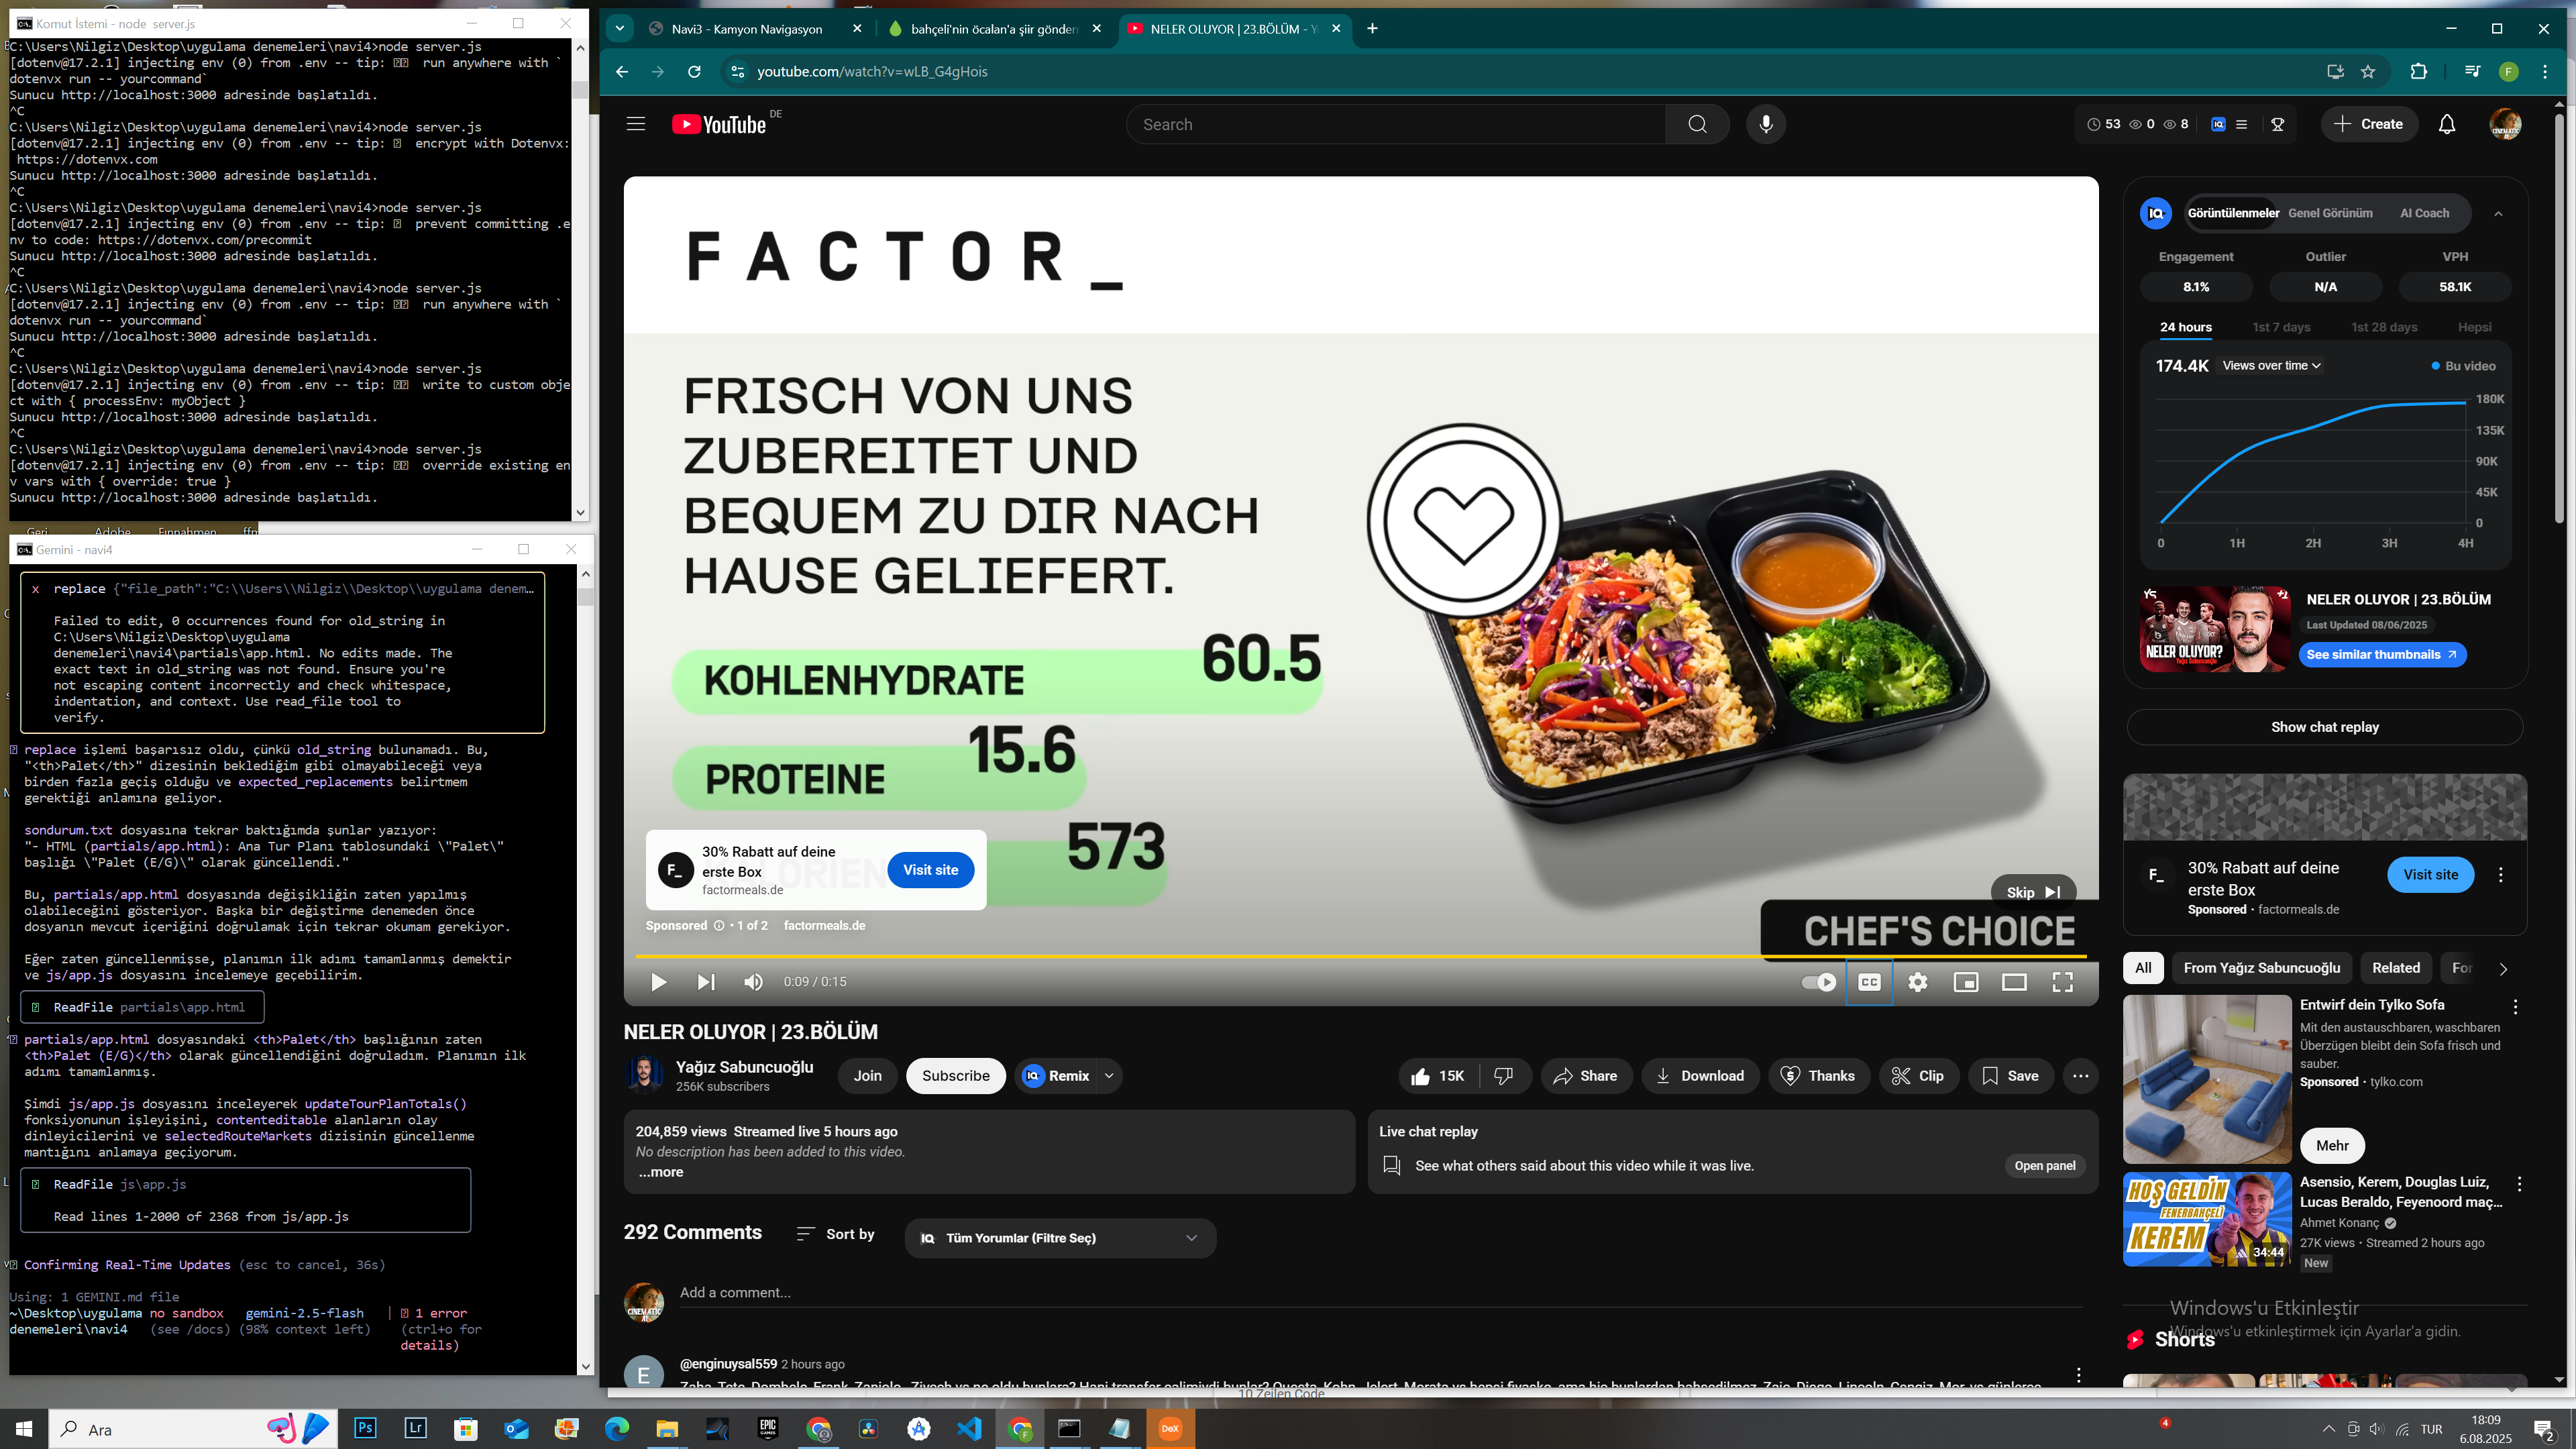 Komut İstemi - node  server.js
C:\Users\Nilgiz\Desktop\uygulama denemeleri\navi4>node server.js
[dotenv@17.2.1] injecting env (0) from .env -- tip:   run anywhere with `
dotenvx run -- yourcommand`
Sunucu http://localhost:3000 adresinde başlatıldı.
^C
C:\Users\Nilgiz\Desktop\uygulama denemeleri\navi4>node server.js
[dotenv@17.2.1] injecting env (0) from .env -- tip:   encrypt with Dotenvx:
 https://dotenvx.com
Sunucu http://localhost:3000 adresinde başlatıldı.
^C
C:\Users\Nilgiz\Desktop\uygulama denemeleri\navi4>node server.js
[dotenv@17.2.1] injecting env (0) from .env -- tip:   prevent committing .e
nv to code: https://dotenvx.com/precommit
Sunucu http://localhost:3000 adresinde başlatıldı.
^C
C:\Users\Nilgiz\Desktop\uygulama denemeleri\navi4>node server.js
[dotenv@17.2.1] injecting env (0) from .env -- tip:   run anywhere with `
dotenvx run -- yourcommand`
Sunucu http://localhost:3000 adresinde başlatıldı.
^C
C:\Users\Nilgiz\Desktop\uygulama denemeleri\navi4>node server.js
[dotenv@17.2.1] injecting env (0) from .env -- tip:   write to custom obje
ct with { processEnv: myObject }
Sunucu http://localhost:3000 adresinde başlatıldı.
^C
C:\Users\Nilgiz\Desktop\uygulama denemeleri\navi4>node server.js
[dotenv@17.2.1] injecting env (0) from .env -- tip:   override existing en
v vars with { override: true }
Sunucu http://localhost:3000 adresinde başlatıldı.
Geri Adobe Einnahmen
Gemini - navi4
x replace {"file_path":"C:\\Users\\Nilgiz\\Desktop\\uygulama denem…
Failed to edit, 0 occurrences found for old_string in
C:\Users\Nilgiz\Desktop\uygulama
denemeleri\navi4\partials\app.html. No edits made. The
exact text in old_string was not found. Ensure you're
not escaping content incorrectly and check whitespace,
indentation, and context. Use read_file tool to
verify.
replace işlemi başarısız oldu, çünkü old_string bulunamadı. Bu,
"<th>Palet</th>" dizesinin beklediğim gibi olmayabileceği veya
birden fazla geçiş olduğu ve expected_replacements belirtmem
gerektiği anlamına geliyor.
sondurum.txt dosyasına tekrar baktığımda şunlar yazıyor:
"- HTML (partials/app.html): Ana Tur Planı tablosundaki \"Palet\"
başlığı \"Palet (E/G)\" olarak güncellendi."
Bu, partials/app.html dosyasında değişikliğin zaten yapılmış
olabileceğini gösteriyor. Başka bir değiştirme denemeden önce
dosyanın mevcut içeriğini doğrulamak için tekrar okumam gerekiyor.
Eğer zaten güncellenmişse, planımın ilk adımı tamamlanmış demektir
ve js/app.js dosyasını incelemeye geçebilirim.
ReadFile partials\app.html
partials/app.html dosyasındaki <th>Palet</th> başlığının zaten
<th>Palet (E/G)</th> olarak güncellendiğini doğruladım. Planımın ilk
adımı tamamlanmış.
Şimdi js/app.js dosyasını inceleyerek updateTourPlanTotals()
fonksiyonunun işleyişini, contenteditable alanların olay
dinleyicilerini ve selectedRouteMarkets dizisinin güncellenme
mantığını anlamaya geçiyorum.
ReadFile js\app.js
Read lines 1-2000 of 2368 from js/app.js
Confirming Real-Time Updates (esc to cancel, 36s)
Using: 1 GEMINI.md file
~\Desktop\uygulama no sandbox gemini-2.5-flash | 1 error
denemeleri\navi4 (see /docs) (98% context left) (ctrl+o for
details)
Navi3 - Kamyon Navigasyon
bahçeli'nin öcalan'a şiir gönder
NELER OLUYOR | 23.BÖLÜM - Y
youtube.com/watch?v=wLB_G4gHois
F
YouTube DE
Search
53 0 8
IQ
Create
FACTOR_
FRISCH VON UNS
ZUBEREITET UND
BEQUEM ZU DIR NACH
HAUSE GELIEFERT.
KOHLENHYDRATE 60.5
PROTEINE 15.6
573
F_
30% Rabatt auf deine
erste Box
factormeals.de
Visit site
Skip
Sponsored • 1 of 2 factormeals.de
CHEF'S CHOICE
0:09 / 0:15
CC
NELER OLUYOR | 23.BÖLÜM
Yağız Sabuncuoğlu
256K subscribers
Join
Subscribe
IQ Remix
15K
Share
Download
Thanks
Clip
Save
204,859 views Streamed live 5 hours ago
No description has been added to this video.
...more
Live chat replay
See what others said about this video while it was live.
Open panel
292 Comments
Sort by
IQ Tüm Yorumlar (Filtre Seç)
Add a comment...
E
@enginuysal559 2 hours ago
10 Zeilen Code
IQ Görüntülenmeler Genel Görünüm AI Coach
Engagement Outlier VPH
8.1% N/A 58.1K
24 hours 1st 7 days 1st 28 days Hepsi
174.4K Views over time Bu video
180K
135K
90K
45K
0
0 1H 2H 3H 4H
NELER OLUYOR?
NELER OLUYOR | 23.BÖLÜM
Last Updated 08/06/2025
See similar thumbnails
Show chat replay
F_
30% Rabatt auf deine
erste Box
Sponsored · factormeals.de
Visit site
All From Yağız Sabuncuoğlu Related For
Entwirf dein Tylko Sofa
Mit den austauschbaren, waschbaren
Überzügen bleibt dein Sofa frisch und
sauber.
Sponsored · tylko.com
Mehr
HOŞ GELDİN
FENERBAHÇELİ
KEREM
34:44
Asensio, Kerem, Douglas Luiz,
Lucas Beraldo, Feyenoord maç...
Ahmet Konanç
27K views · Streamed 2 hours ago
New
Windows'u Etkinleştir
Windows'u etkinleştirmek için Ayarlar'a gidin.
Shorts
Ara
Ps
Lr
EPIC GAMES
DeX
4
TUR
18:09
6.08.2025
2